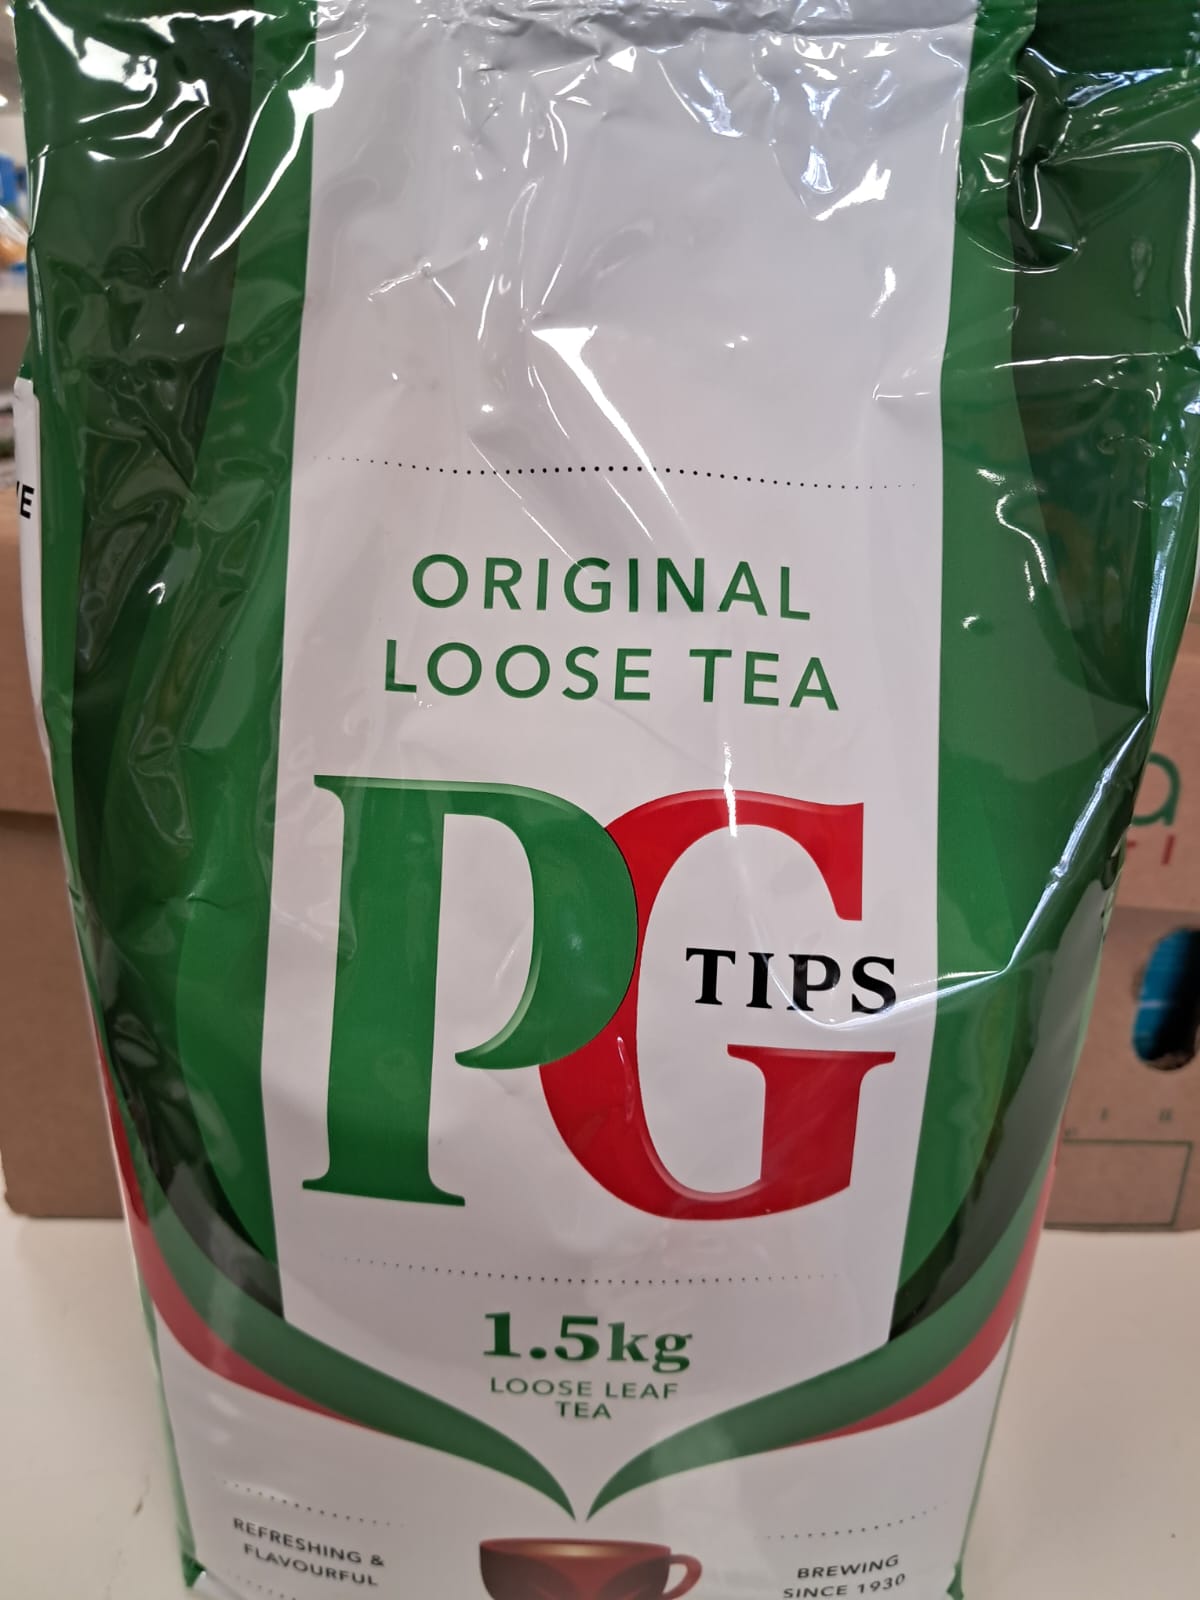 ORIGINAL
LOOSE TEA
PG
TIPS
1.5kg
LOOSE LEAF
TEA
REFRESHING &
FLAVOURFUL
BREWING
SINCE 1930